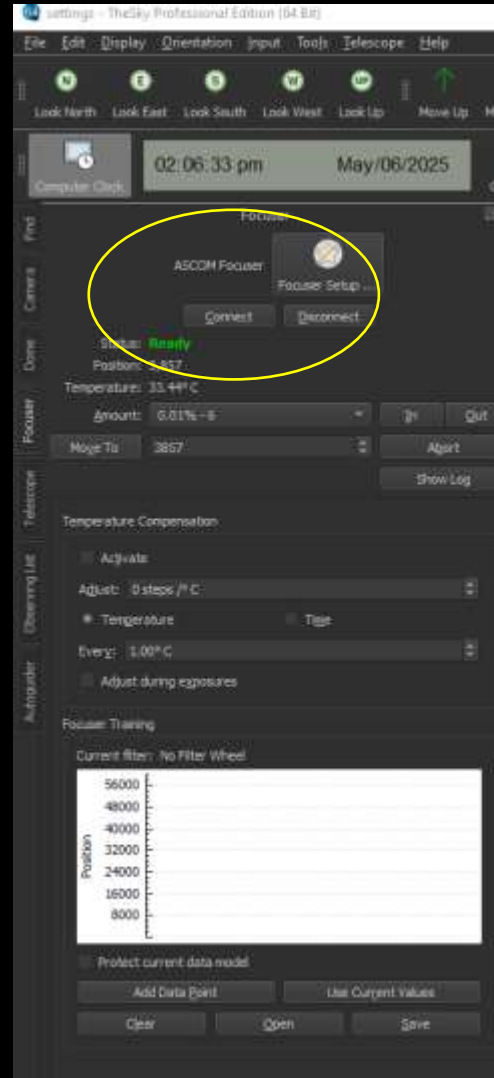 settings - TheSky Professional Edition (64 Bit)
File Edit Display Orientation Input Tools Telescope Help
N E S W UP
Look North Look East Look South Look West Look Up Move Up
Computer Clock 02:06:33 pm May/06/2025
Focuser
ASCOM Focuser Focuser Setup ...
Connect Disconnect
Status: Ready
Position: 3,857
Temperature: 33.44° C
Amount: 0.01% - 6 In Out
Move To 3857 Abort
Show Log
Temperature Compensation
Activate
Adjust: 0 steps /° C
Temperature Time
Every: 1.00° C
Adjust during exposures
Focuser Training
Current filter: No Filter Wheel
56000
48000
40000
32000
24000
16000
8000
Position
Protect current data model
Add Data Point Use Current Values
Clear Open Save
Find
Camera
Dome
Focuser
Telescope
Observing List
Autoguider